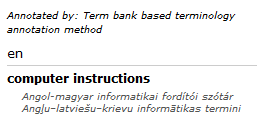 Annotated by: Term bank based terminology
annotation method
en
computer instructions
Angol-magyar informatikai fordítói szótár
Angļu-latviešu-krievu informātikas termini